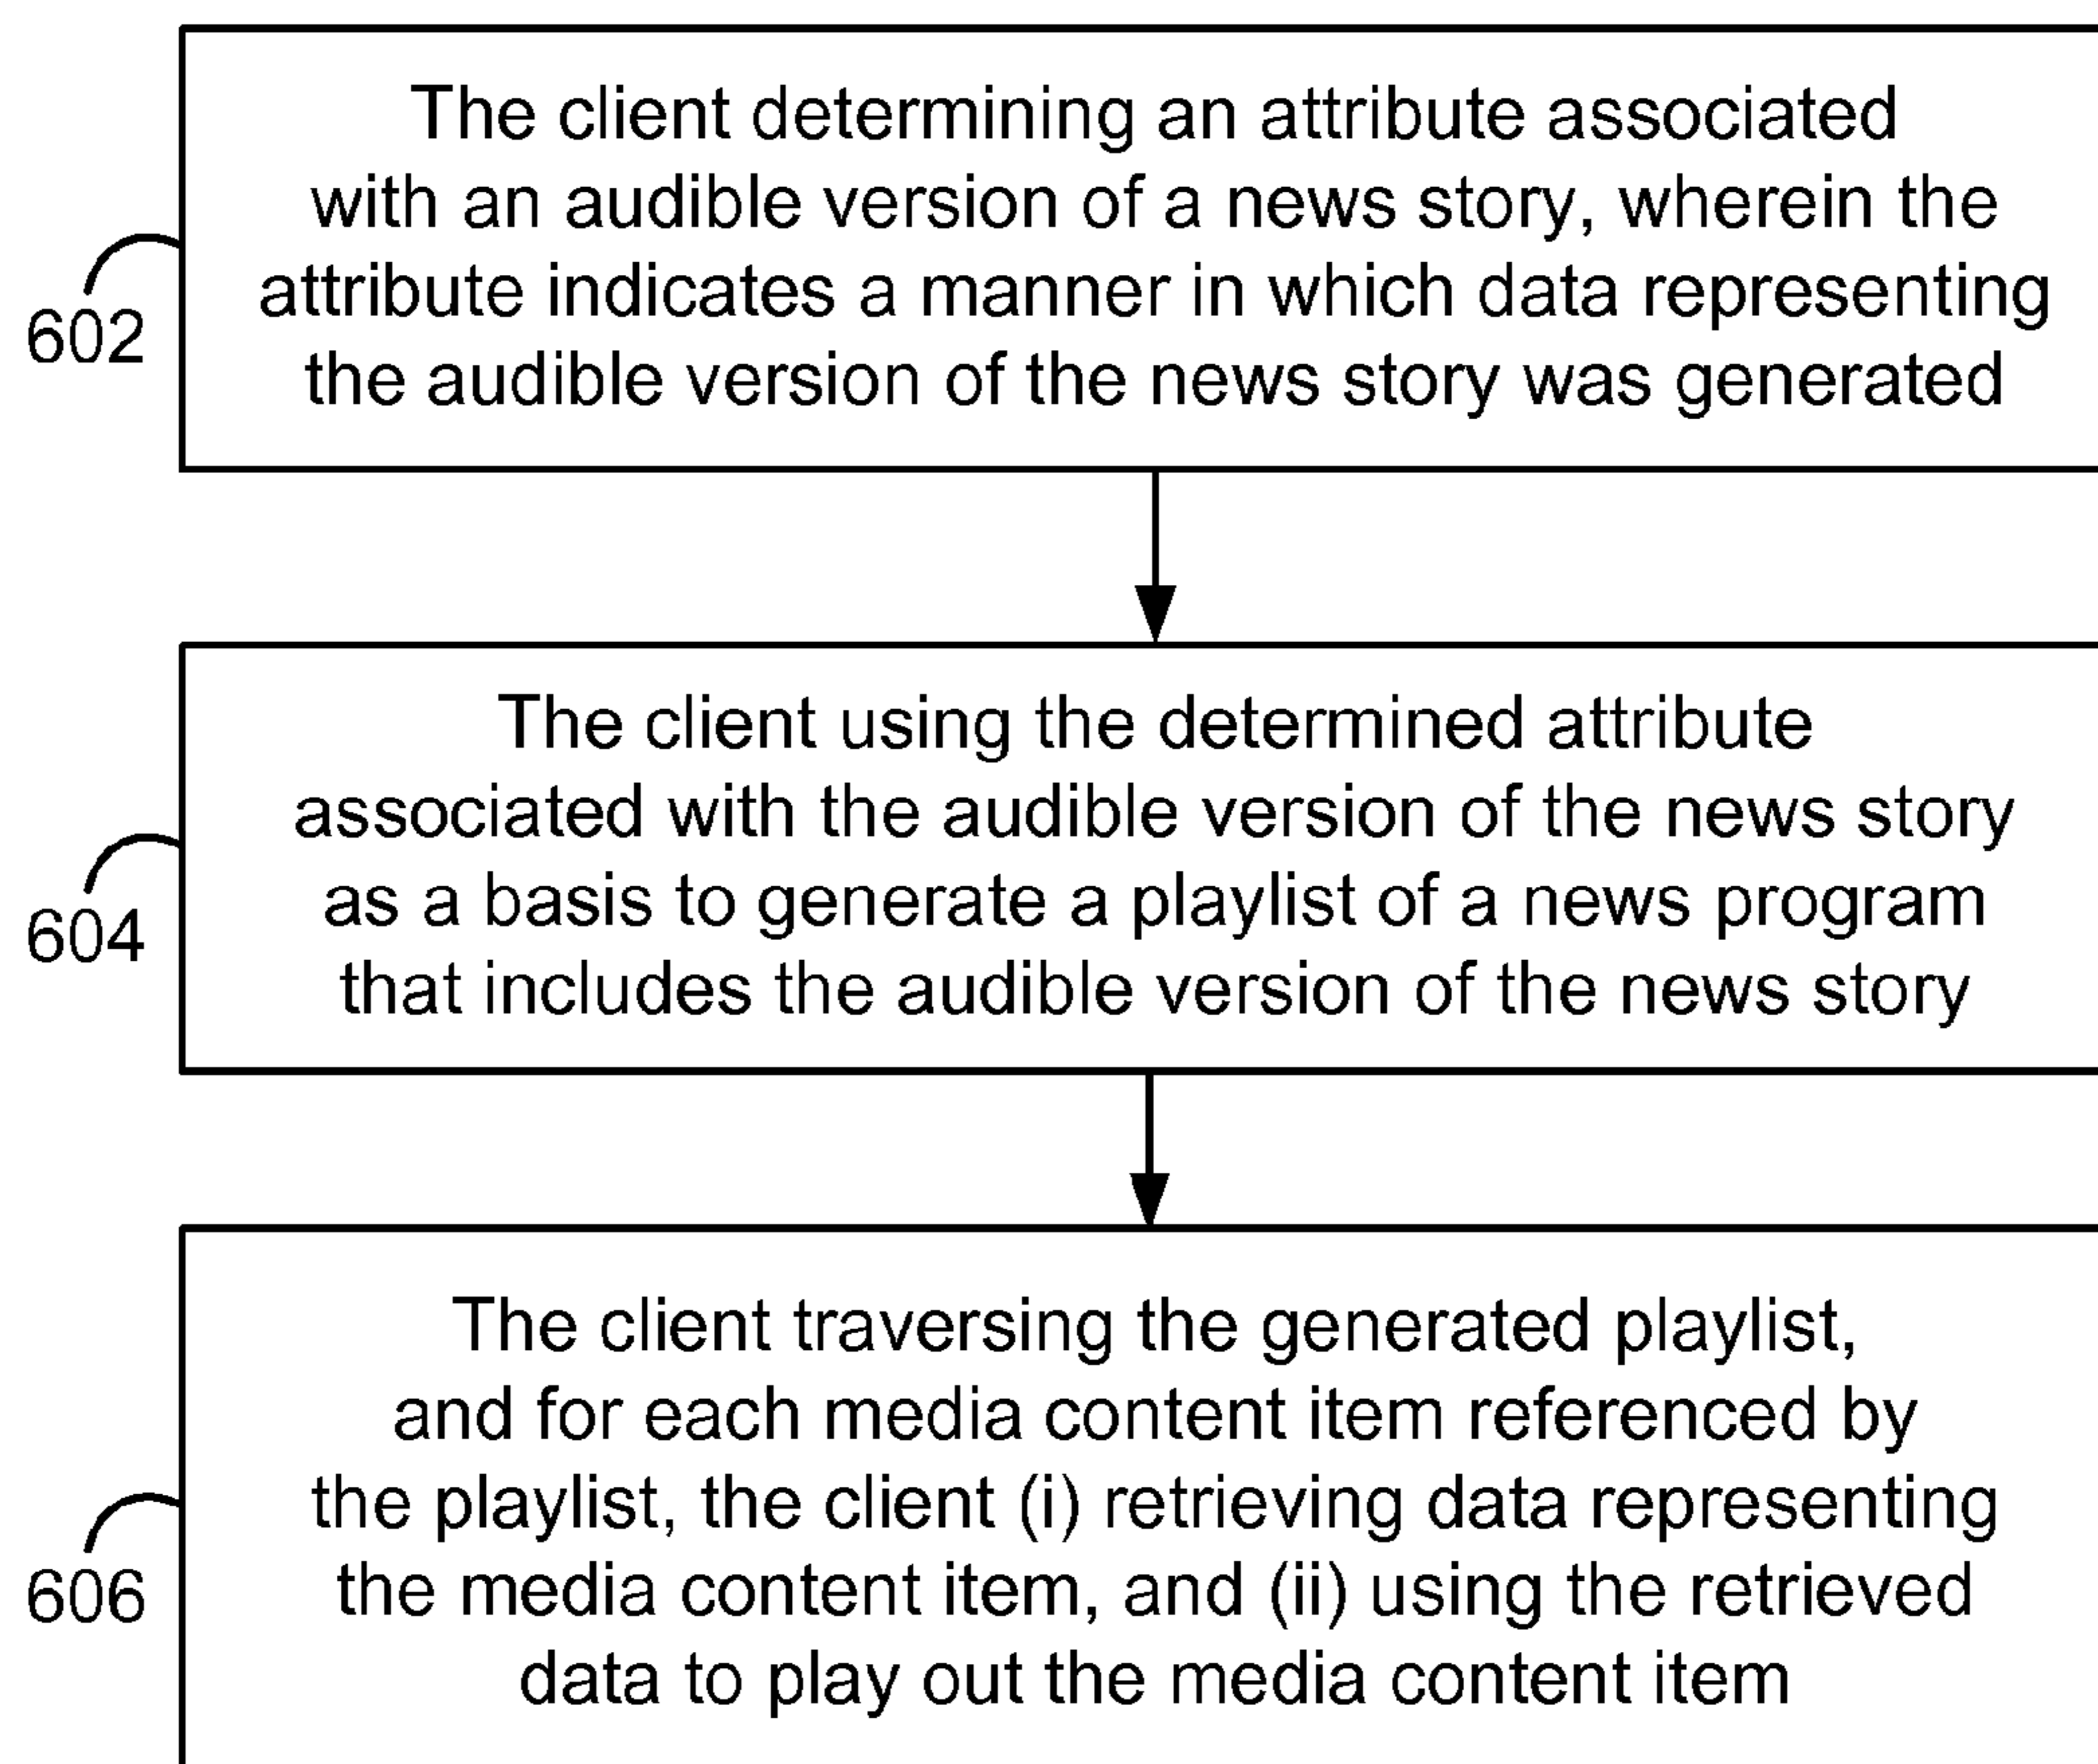 The client determining an attribute associated
with an audible version of a news story, wherein the
attribute indicates a manner in which data representing
the audible version of the news story was generated
602
The client using the determined attribute
associated with the audible version of the news story
as a basis to generate a playlist of a news program
that includes the audible version of the news story
604
The client traversing the generated playlist,
and for each media content item referenced by
the playlist, the client (i) retrieving data representing
the media content item, and (ii) using the retrieved
data to play out the media content item
606